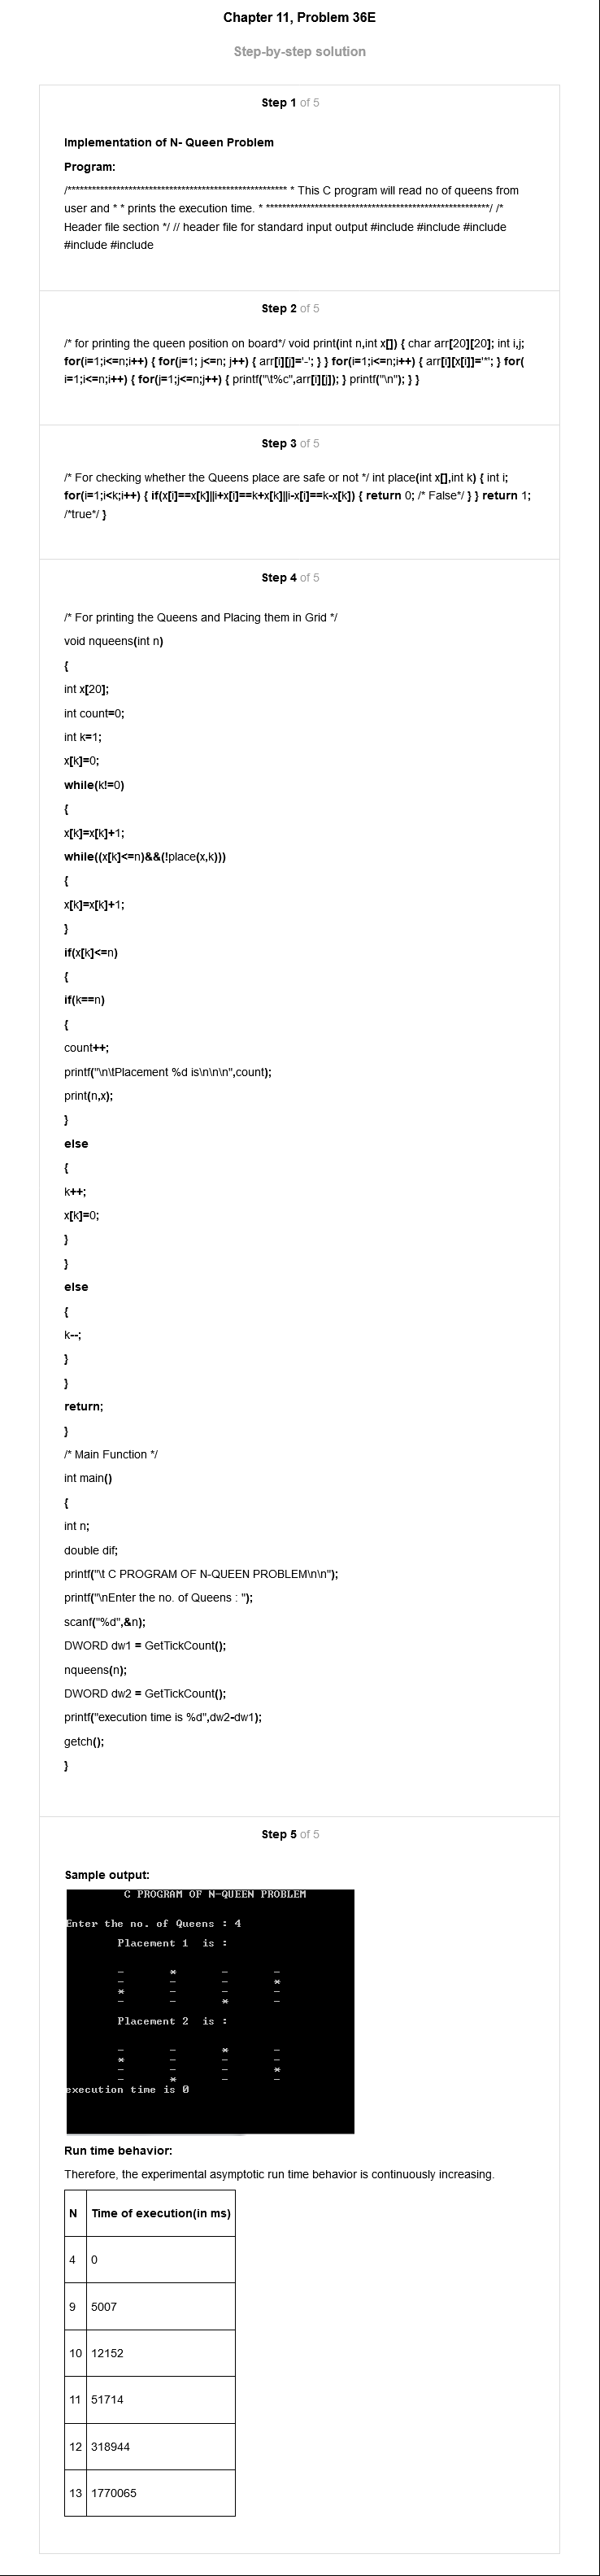 Chapter 11, Problem 36E
Step-by-step solution
Step 1 of 5
Implementation of N- Queen Problem
Program:
/****************************************************** * This C program will read no of queens from
user and * * prints the execution time. * *******************************************************/ /*
Header file section */ // header file for standard input output #include #include #include
#include #include
Step 2 of 5
/* for printing the queen position on board*/ void print(int n,int x[]) { char arr[20][20]; int i,j;
for(i=1;i<=n;i++) { for(j=1; j<=n; j++) { arr[i][j]='-'; } } for(i=1;i<=n;i++) { arr[i][x[i]]='*'; } for(
i=1;i<=n;i++) { for(j=1;j<=n;j++) { printf("\t%c",arr[i][j]); } printf("\n"); } }
Step 3 of 5
/* For checking whether the Queens place are safe or not */ int place(int x[],int k) { int i;
for(i=1;i<k;i++) { if(x[i]==x[k]||i+x[i]==k+x[k]||i-x[i]==k-x[k]) { return 0; /* False*/ } } return 1;
/*true*/ }
Step 4 of 5
/* For printing the Queens and Placing them in Grid */
void nqueens(int n)
{
int x[20];
int count=0;
int k=1;
x[k]=0;
while(k!=0)
{
x[k]=x[k]+1;
while((x[k]<=n)&&(!place(x,k)))
{
x[k]=x[k]+1;
}
if(x[k]<=n)
{
if(k==n)
{
count++;
printf("\n\tPlacement %d is\n\n\n",count);
print(n,x);
}
else
{
k++;
x[k]=0;
}
}
else
{
k--;
}
}
return;
}
/* Main Function */
int main()
{
int n;
double dif;
printf("\t C PROGRAM OF N-QUEEN PROBLEM\n\n");
printf("\nEnter the no. of Queens : ");
scanf("%d",&n);
DWORD dw1 = GetTickCount();
nqueens(n);
DWORD dw2 = GetTickCount();
printf("execution time is %d",dw2-dw1);
getch();
}
Step 5 of 5
Sample output:
C PROGRAM OF N-QUEEN PROBLEM
Enter the no. of Queens : 4
Placement 1 is :
- * - -
- - - *
* - - -
- - * -
Placement 2 is :
- - * -
* - - -
- - - *
- * - -
execution time is 0
Run time behavior:
Therefore, the experimental asymptotic run time behavior is continuously increasing.
N Time of execution(in ms)
4 0
9 5007
10 12152
11 51714
12 318944
13 1770065